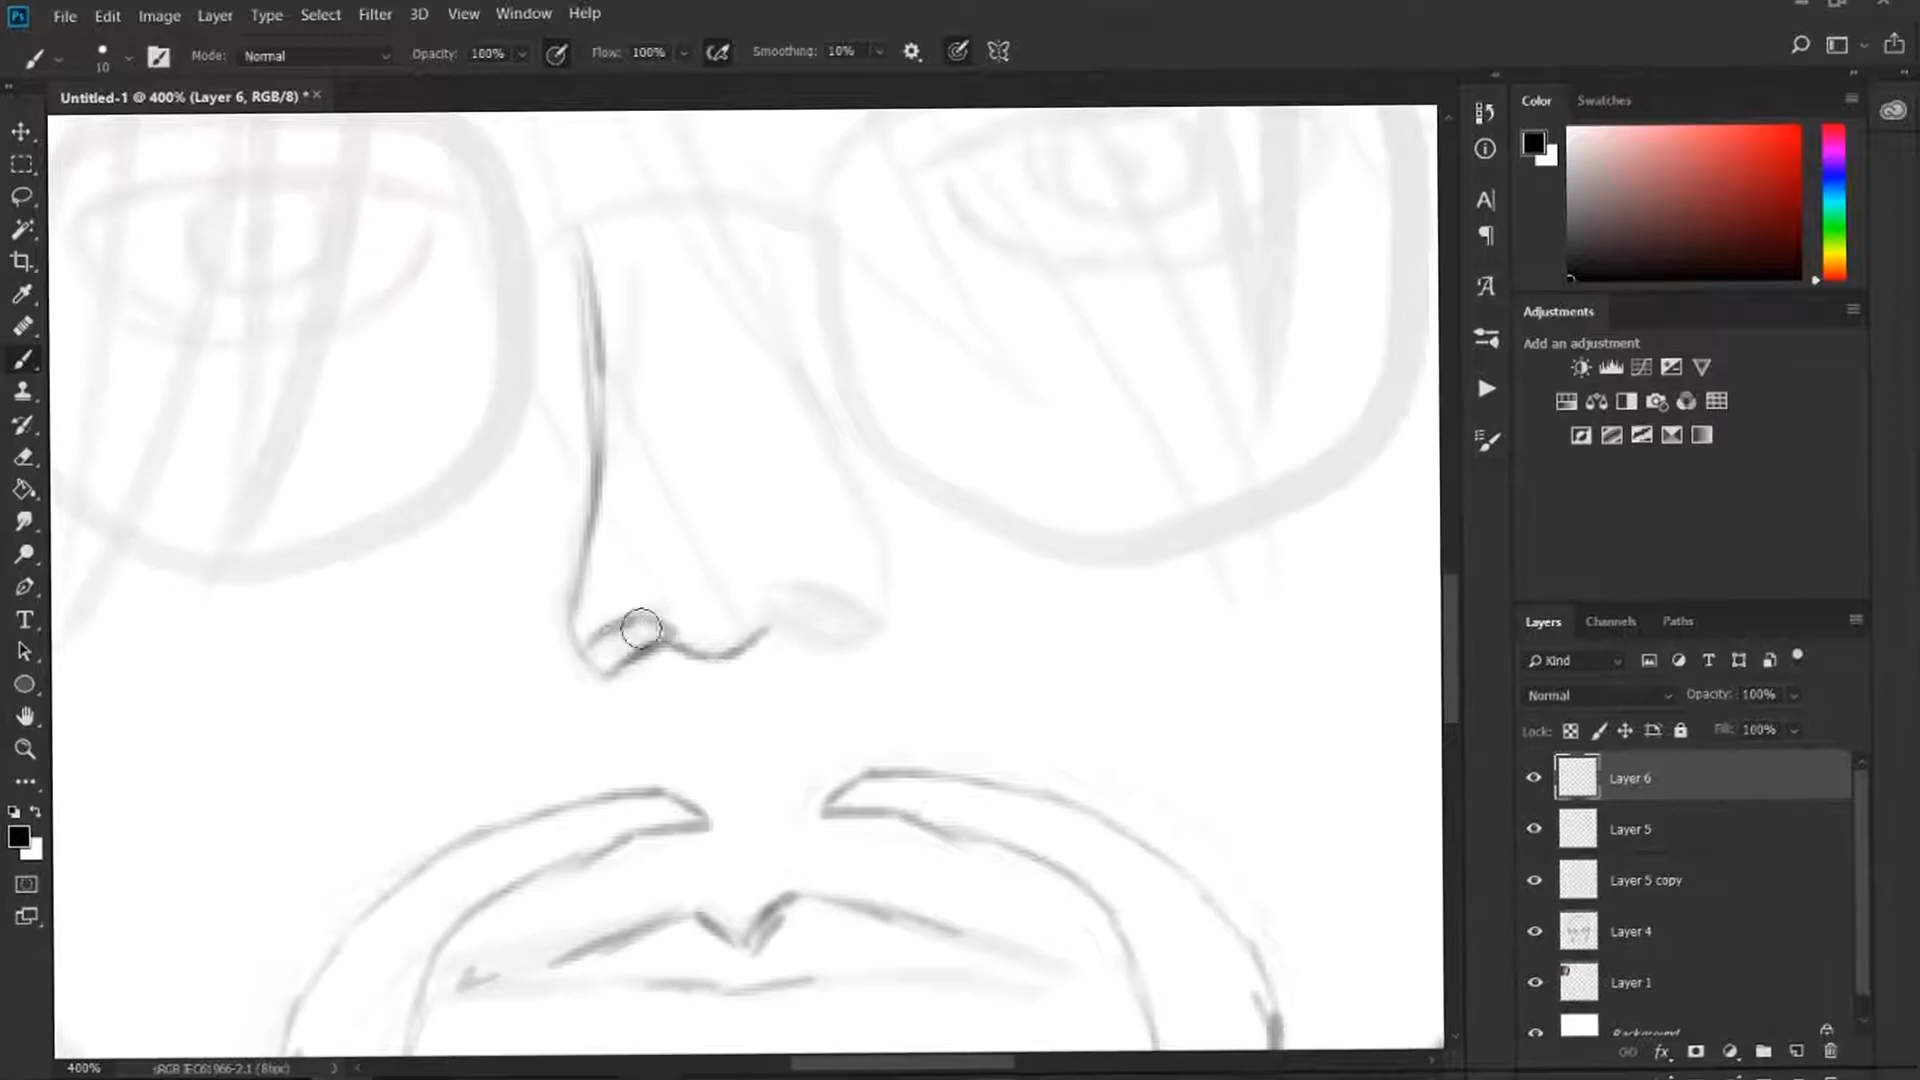 Ps File Edit Image Layer Type Select Filter 3D View Window Help
10 Mode: Normal Opacity: 100% Flow: 100% Smoothing: 10%
Untitled-1 @ 400% (Layer 6, RGB/8) * ×
Color Swatches
Adjustments
Add an adjustment
Layers Channels Paths
Kind
Normal Opacity: 100%
Lock: Fill: 100%
Layer 6
Layer 5
Layer 5 copy
Layer 4
Layer 1
Background
fx
400% sRGB IEC61966-2.1 (8bpc)